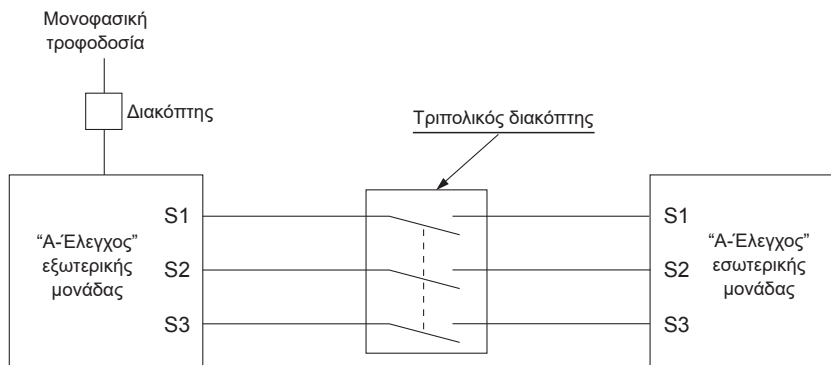 Μονοφασική
τροφοδοσία
Διακόπτης
Τριπολικός διακόπτης
“Α-Έλεγχος”
εξωτερικής
μονάδας
S1
S2
S3
S1
S2
S3
“Α-Έλεγχος”
εσωτερικής
μονάδας